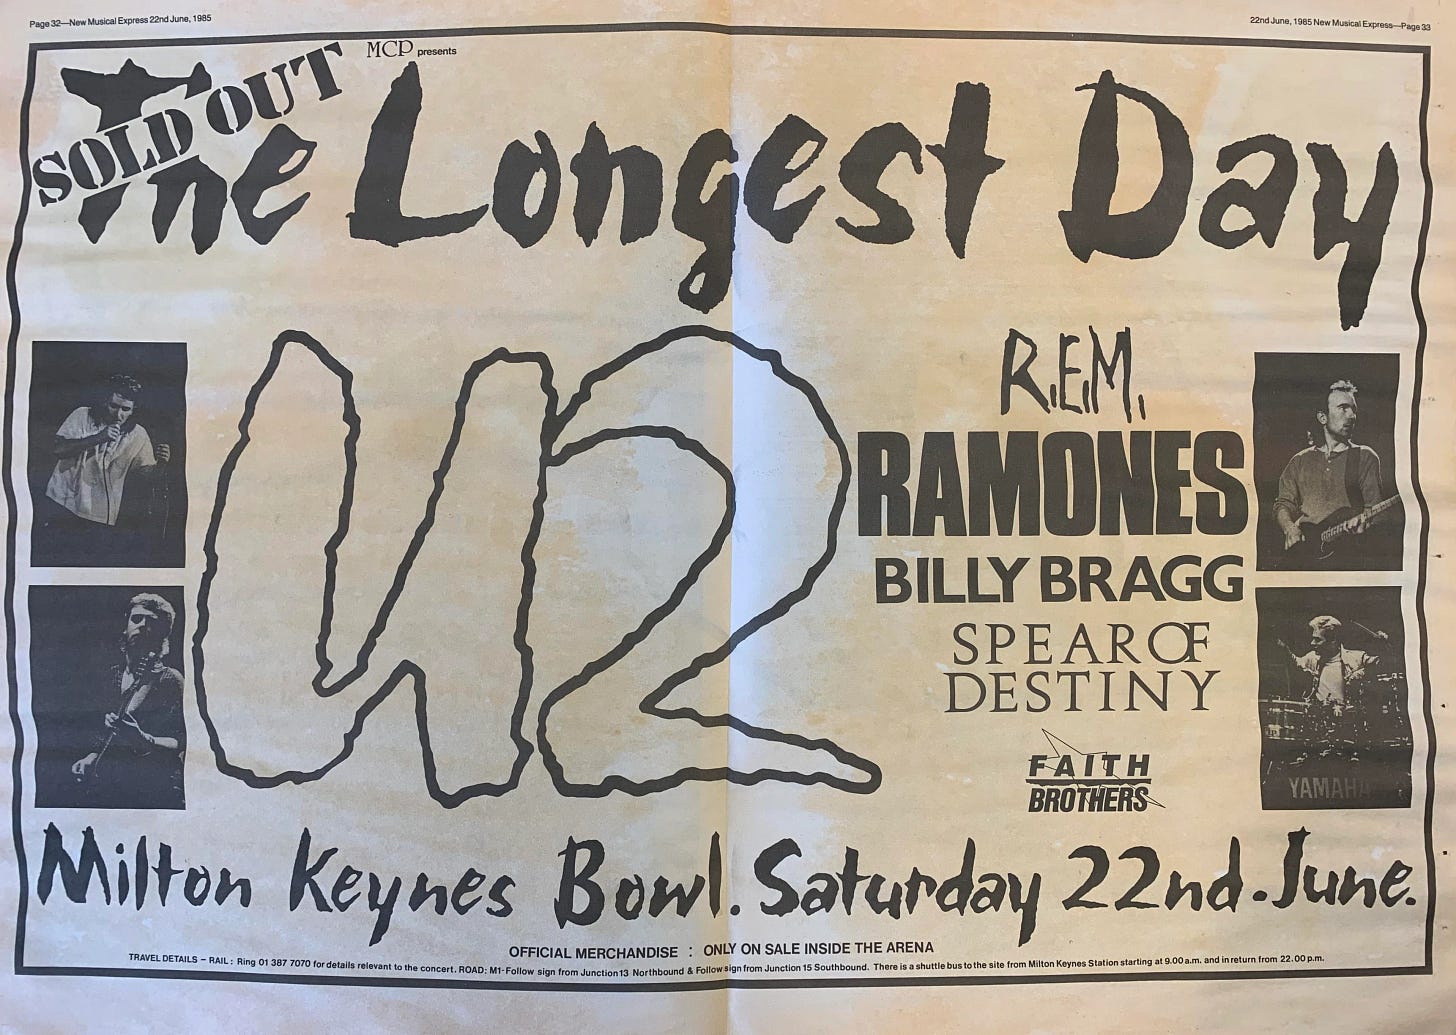 Page 32—New Musical Express 22nd June, 1985
22nd June, 1985 New Musical Express—Page 33
MCP presents
SOLD OUT
The Longest Day
U2
R.E.M.
RAMONES
BILLY BRAGG
SPEAR OF
DESTINY
FAITH
BROTHERS
YAMAHA
Milton Keynes Bowl. Saturday 22nd. June.
OFFICIAL MERCHANDISE : ONLY ON SALE INSIDE THE ARENA
TRAVEL DETAILS – RAIL: Ring 01 387 7070 for details relevant to the concert. ROAD: M1- Follow sign from Junction 13 Northbound & Follow sign from Junction 15 Southbound. There is a shuttle bus to the site from Milton Keynes Station starting at 9.00 a.m. and in return from 22.00 p.m.